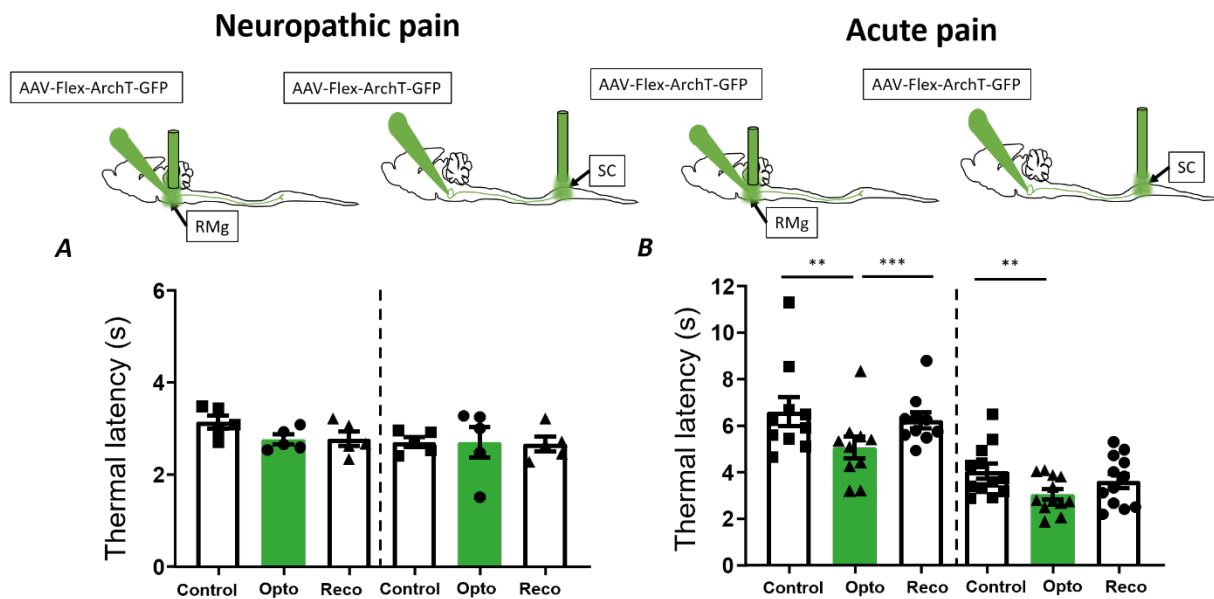 Neuropathic pain
Acute pain
AAV-Flex-ArchT-GFP
AAV-Flex-ArchT-GFP
AAV-Flex-ArchT-GFP
AAV-Flex-ArchT-GFP
SC
SC
RMg
RMg
A
B
** *** **
Thermal latency (s)
6
4
2
0
Control Opto Reco Control Opto Reco
Thermal latency (s)
12
10
8
6
4
2
0
Control Opto Reco Control Opto Reco